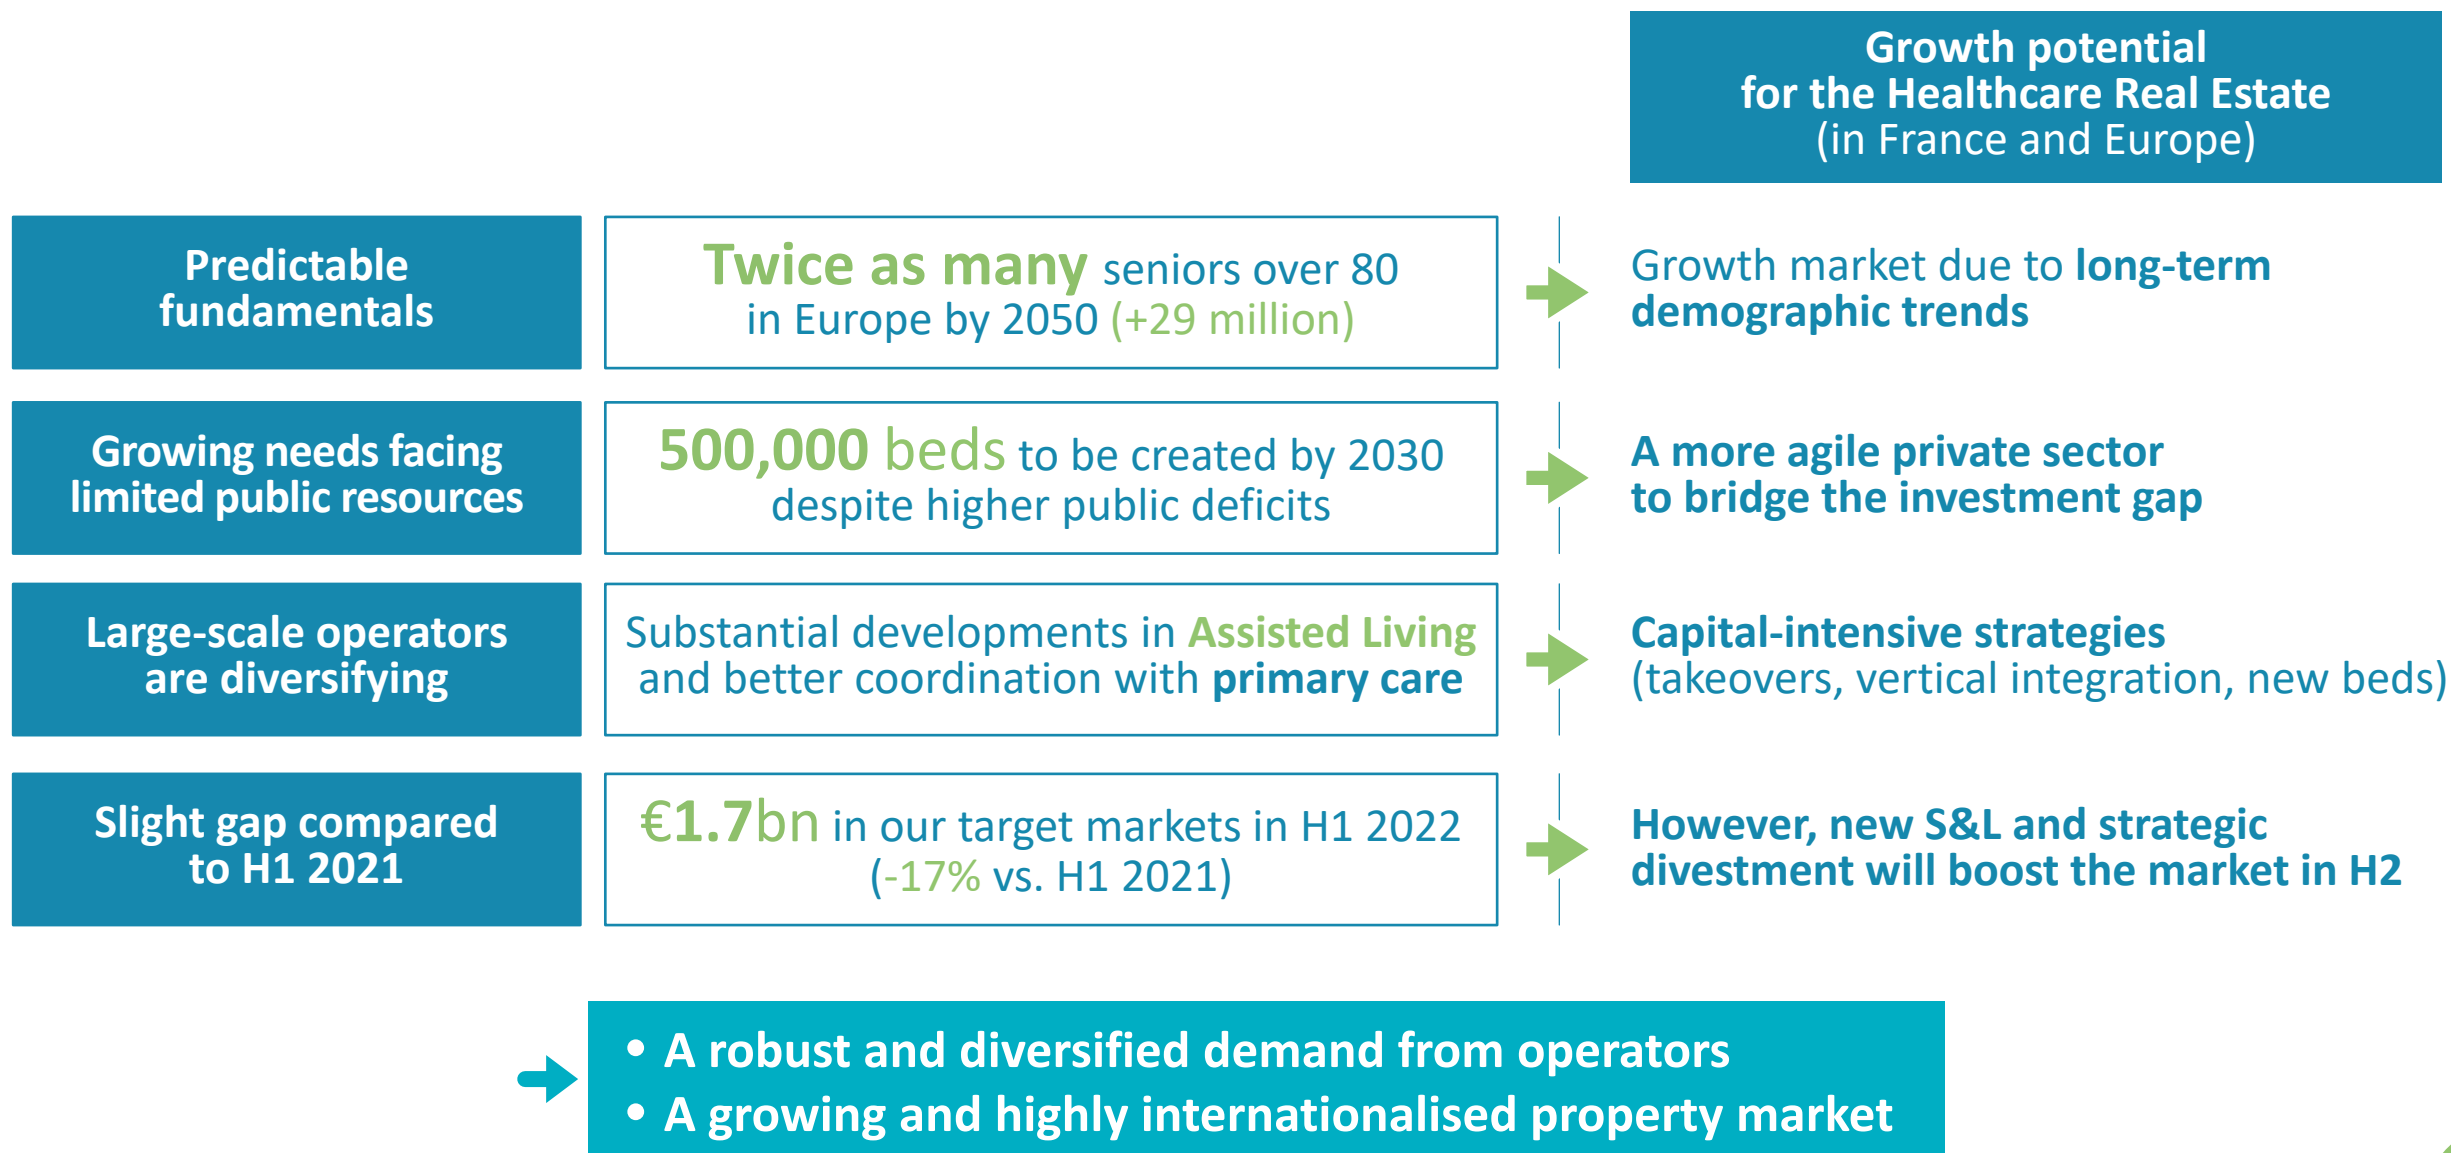 Growth potential
for the Healthcare Real Estate
(in France and Europe)
Predictable
fundamentals
Twice as many seniors over 80
in Europe by 2050 (+29 million)
Growth market due to long-term
demographic trends
Growing needs facing
limited public resources
500,000 beds to be created by 2030
despite higher public deficits
A more agile private sector
to bridge the investment gap
Large-scale operators
are diversifying
Substantial developments in Assisted Living
and better coordination with primary care
Capital-intensive strategies
(takeovers, vertical integration, new beds)
Slight gap compared
to H1 2021
€1.7bn in our target markets in H1 2022
(-17% vs. H1 2021)
However, new S&L and strategic
divestment will boost the market in H2
• A robust and diversified demand from operators
• A growing and highly internationalised property market